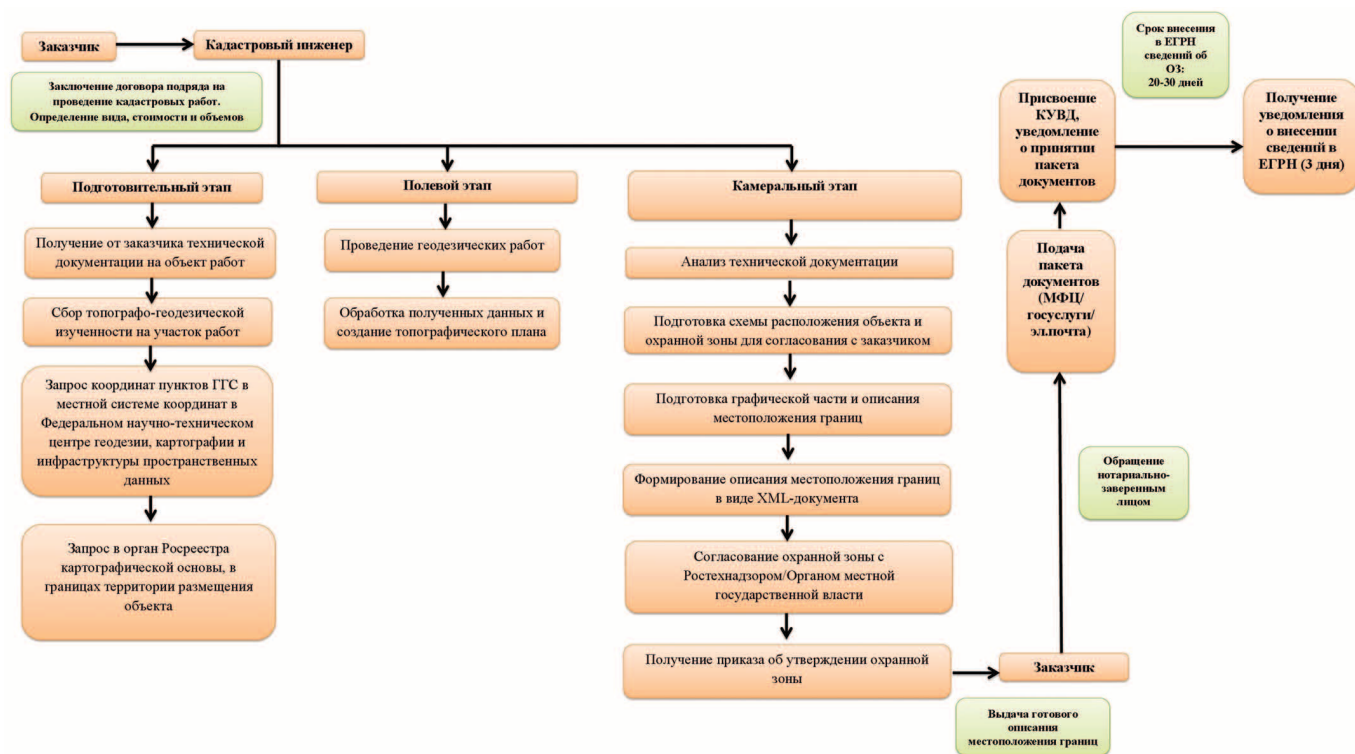 Заказчик
Кадастровый инженер
Заключение договора подряда на
проведение кадастровых работ.
Определение вида, стоимости и объемов
Подготовительный этап
Получение от заказчика технической
документации на объект работ
Сбор топографо-геодезической
изученности на участок работ
Запрос координат пунктов ГГС в
местной системе координат в
Федеральном научно-техническом
центре геодезии, картографии и
инфраструктуры пространственных
данных
Запрос в орган Росреестра
картографической основы, в
границах территории размещения
объекта
Полевой этап
Проведение геодезических работ
Обработка полученных данных и
создание топографического плана
Камеральный этап
Анализ технической документации
Подготовка схемы расположения объекта и
охранной зоны для согласования с заказчиком
Подготовка графической части и описания
местоположения границ
Формирование описания местоположения границ
в виде XML-документа
Согласование охранной зоны с
Ростехнадзором/Органом местной
государственной власти
Получение приказа об утверждении охранной
зоны
Заказчик
Выдача готового
описания
местоположения границ
Обращение
нотариально-
заверенным
лицом
Подача
пакета
документов
(МФЦ/
госуслуги/
эл.почта)
Присвоение
КУВД,
уведомление
о принятии
пакета
документов
Срок внесения
в ЕГРН
сведений об
ОЗ:
20-30 дней
Получение
уведомления
о внесении
сведений в
ЕГРН (3 дня)